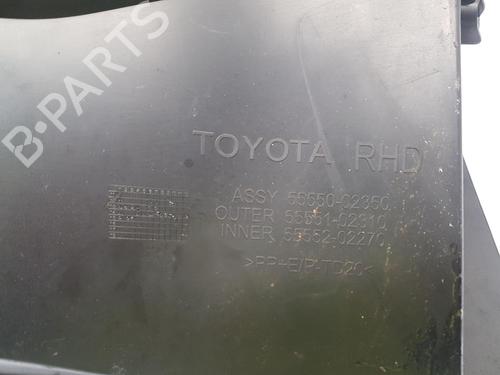 B-PARTS
TOYOTA RHD
ASSY 55550-02350
OUTER 55551-02310
INNER 55552-02270
>PP+E/P-TD20<